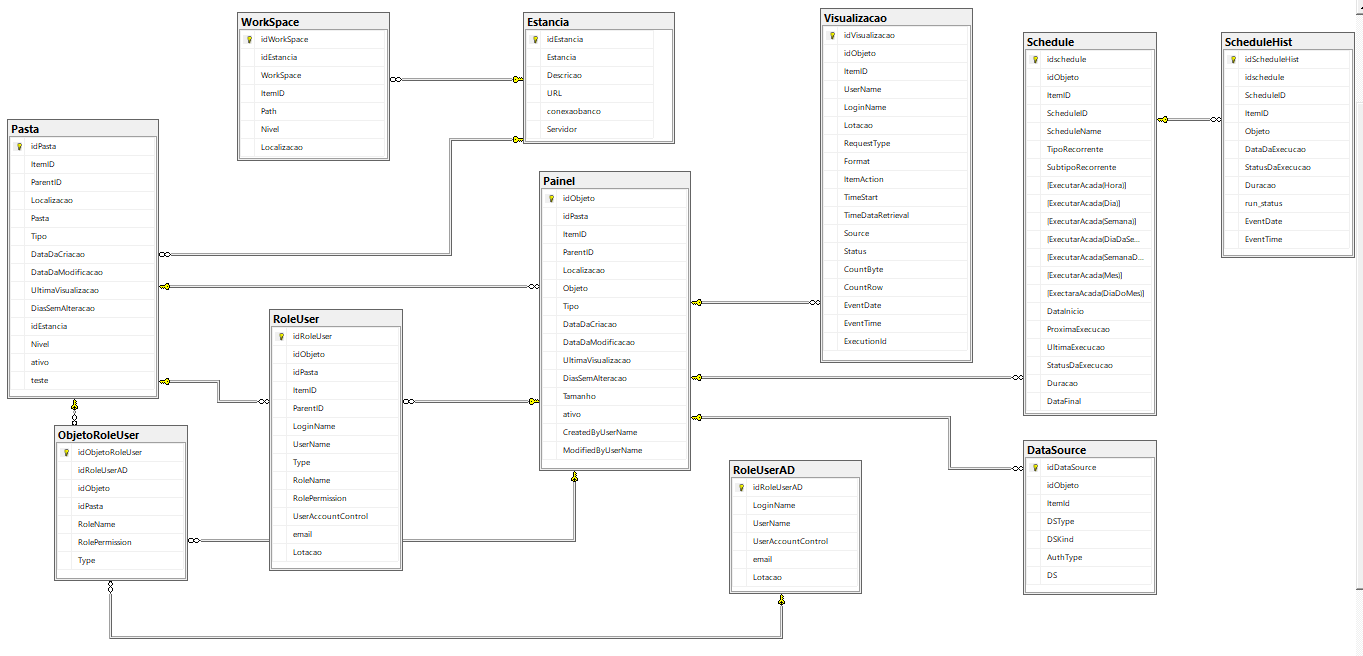 WorkSpace
idWorkSpace
idEstancia
WorkSpace
ItemID
Path
Nivel
Localizacao
Estancia
idEstancia
Estancia
Descricao
URL
conexaobanco
Servidor
Visualizacao
idVisualizacao
idObjeto
ItemID
UserName
LoginName
Lotacao
RequestType
Format
ItemAction
TimeStart
TimeDataRetrieval
Source
Status
CountByte
CountRow
EventDate
EventTime
ExecutionId
Schedule
idschedule
idObjeto
ItemID
ScheduleID
ScheduleName
TipoRecorrente
SubtipoRecorrente
[ExecutarAcada(Hora)]
[ExecutarAcada(Dia)]
[ExecutarAcada(Semana)]
[ExecutarAcada(DiaDaSe...
[ExecutarAcada(SemanaD...
[ExecutarAcada(Mes)]
[ExectaraAcada(DiaDoMes)]
DataInicio
ProximaExecucao
UltimaExecucao
StatusDaExecucao
Duracao
DataFinal
ScheduleHist
idScheduleHist
idschedule
ScheduleID
ItemID
Objeto
DataDaExecucao
StatusDaExecucao
Duracao
run_status
EventDate
EventTime
Pasta
idPasta
ItemID
ParentID
Localizacao
Pasta
Tipo
DataDaCriacao
DataDaModificacao
UltimaVisualizacao
DiasSemAlteracao
idEstancia
Nivel
ativo
teste
Painel
idObjeto
idPasta
ItemID
ParentID
Localizacao
Objeto
Tipo
DataDaCriacao
DataDaModificacao
UltimaVisualizacao
DiasSemAlteracao
Tamanho
ativo
CreatedByUserName
ModifiedByUserName
RoleUser
idRoleUser
idObjeto
idPasta
ItemID
ParentID
LoginName
UserName
Type
RoleName
RolePermission
UserAccountControl
email
Lotacao
ObjetoRoleUser
idObjetoRoleUser
idRoleUserAD
idObjeto
idPasta
RoleName
RolePermission
Type
RoleUserAD
idRoleUserAD
LoginName
UserName
UserAccountControl
email
Lotacao
DataSource
idDataSource
idObjeto
ItemId
DSType
DSKind
AuthType
DS